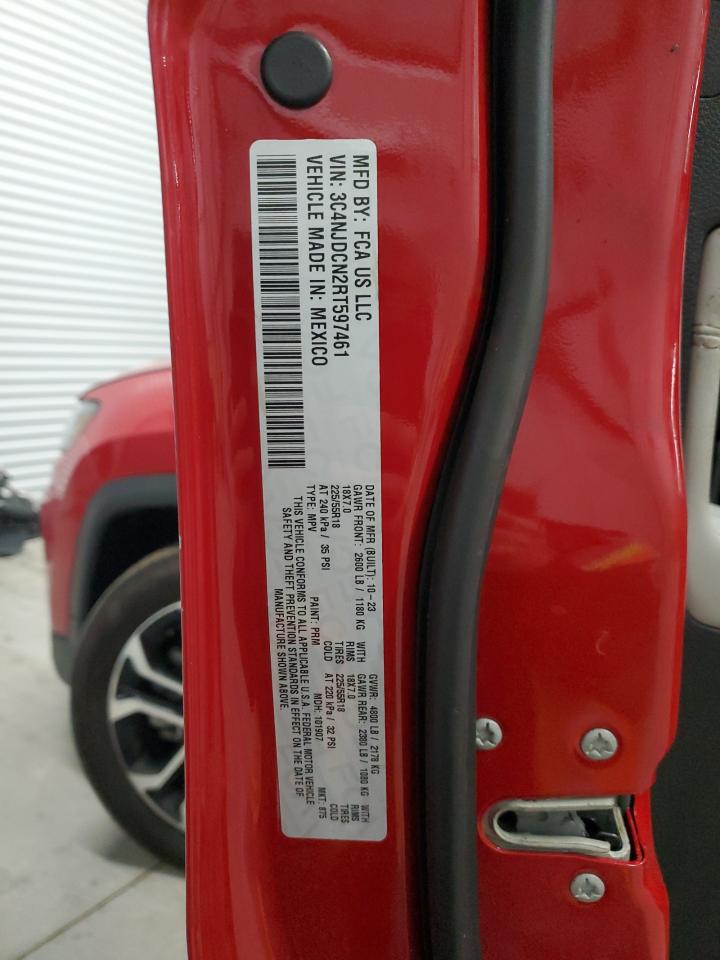 MFD BY: FCA US LLC
VIN: 3C4NJDCN2RT597461
VEHICLE MADE IN: MEXICO
DATE OF MFR (BUILT): 10-23 GVWR: 4800 LB / 2178 KG
GAWR FRONT: 2600 LB / 1180 KG WITH GAWR REAR: 2380 LB / 1080 KG WITH
18X7.0 RIMS 18X7.0 RIMS
225/55R18 TIRES 225/55R18 TIRES
AT 240 kPa / 35 PSI COLD AT 220 kPa / 32 PSI COLD
TYPE: MPV PAINT: PRM MDH: 101907 MKT: 875
THIS VEHICLE CONFORMS TO ALL APPLICABLE U.S.A. FEDERAL MOTOR VEHICLE
SAFETY AND THEFT PREVENTION STANDARDS IN EFFECT ON THE DATE OF
MANUFACTURE SHOWN ABOVE.